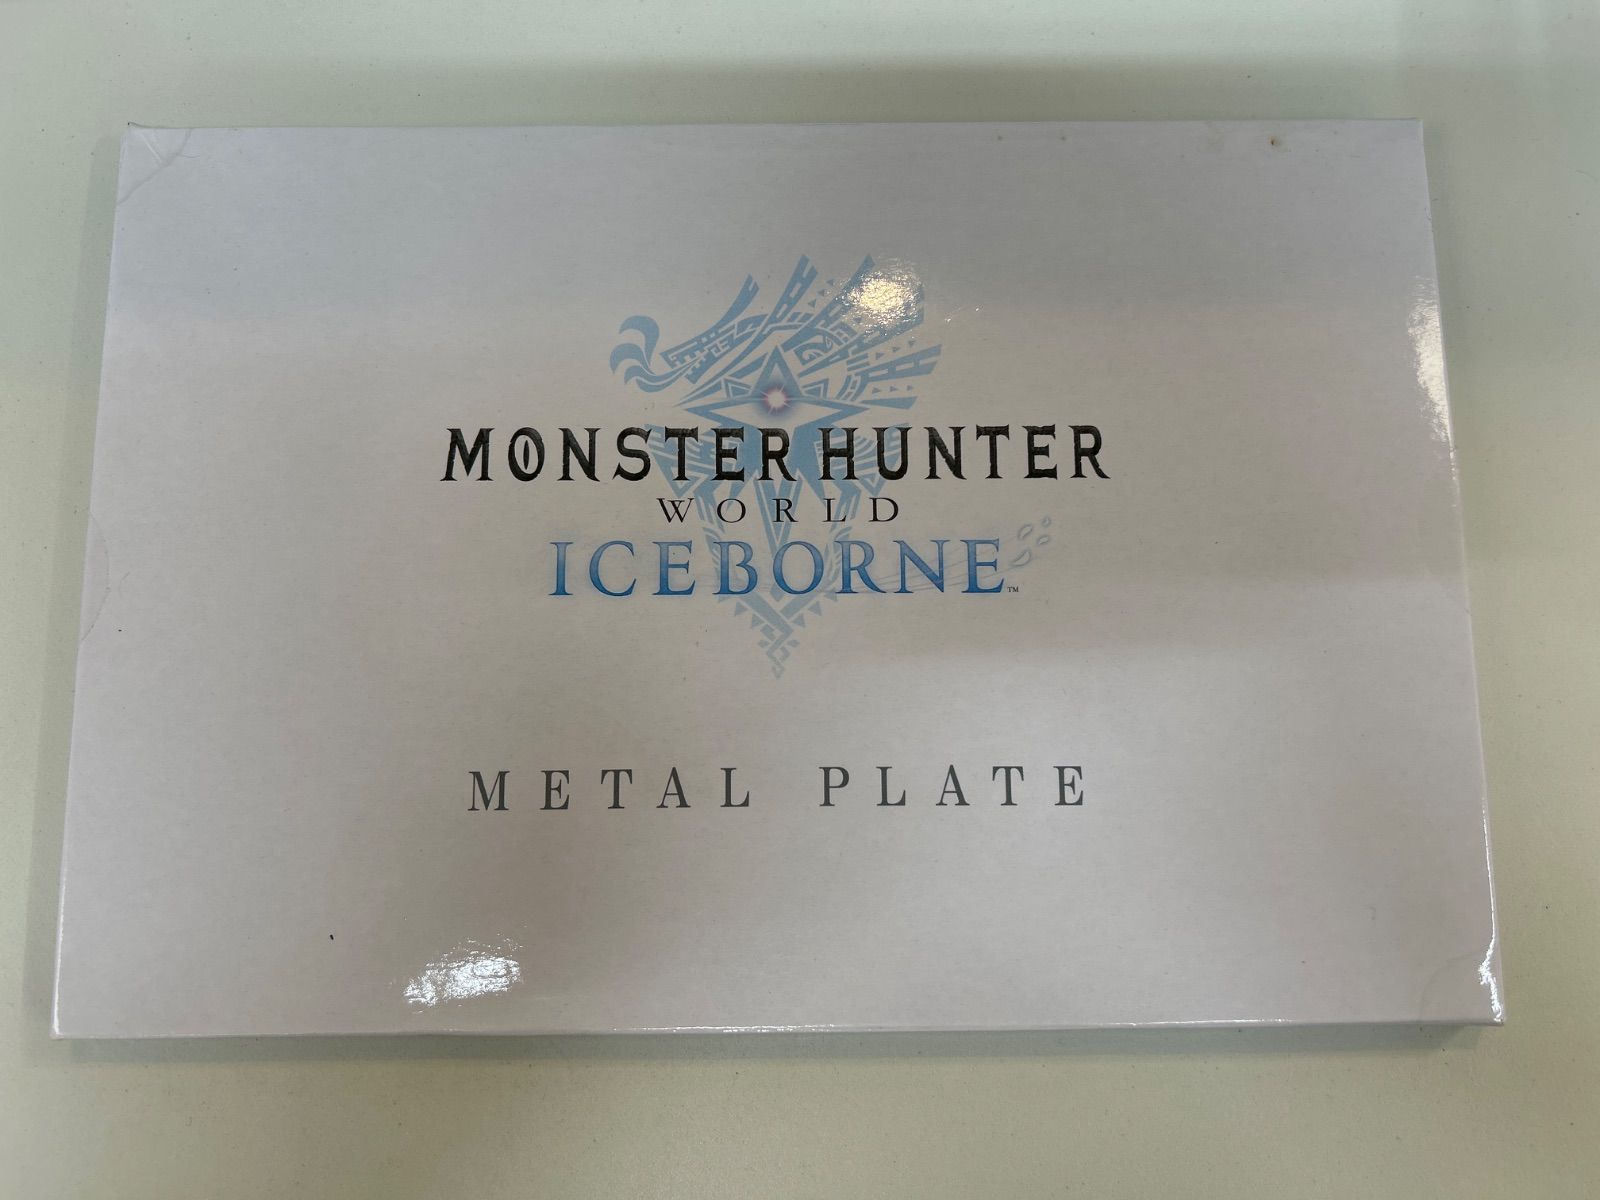 MONSTER HUNTER
WORLD
ICEBORNE™
METAL PLATE